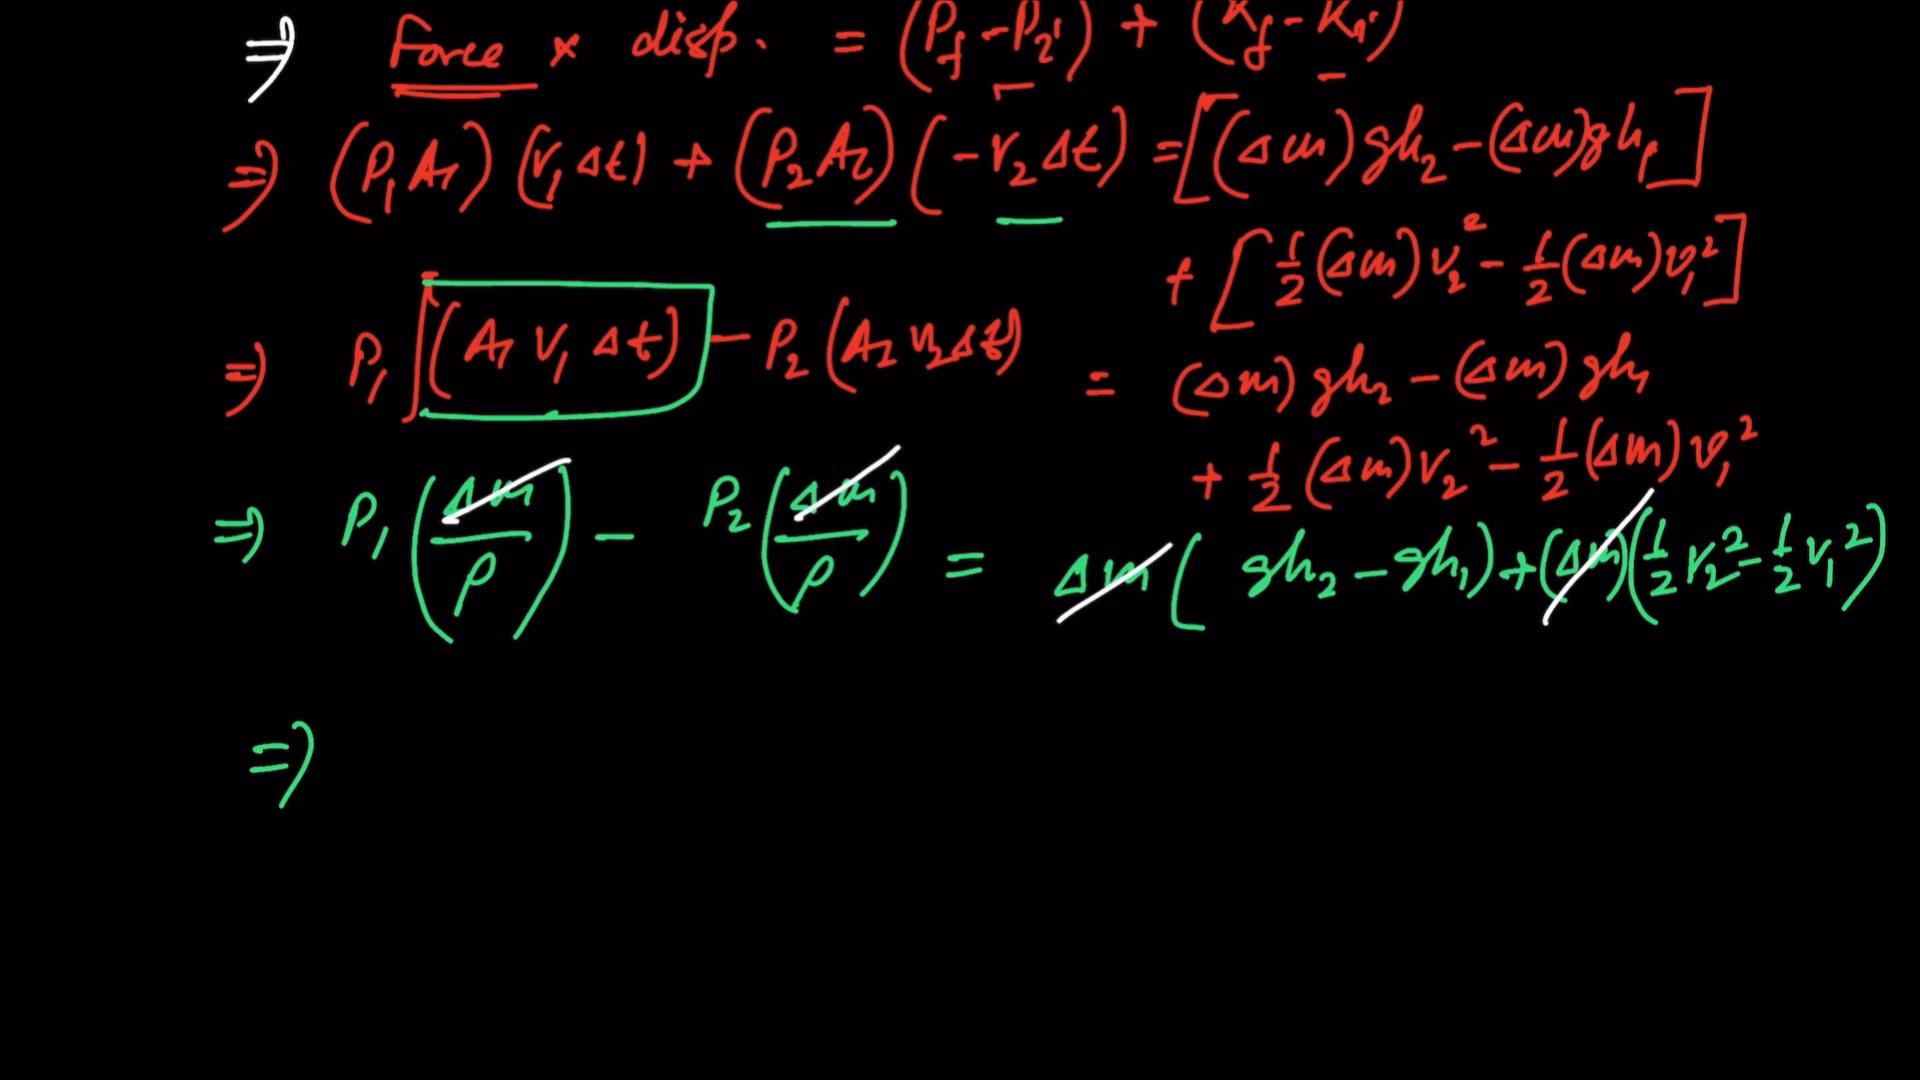 ⇒ Force × disp. = (P_f - P_i) + (K_f - K_i)
⇒ (P₁A₁)(V₁Δt) + (P₂A₂)(-V₂Δt) = [(Δm)gh₂ - (Δm)gh₁]
+ [½(Δm)V₂² - ½(Δm)v₁²]
⇒ P₁(A₁V₁Δt) - P₂(A₂V₂Δt) = (Δm)gh₂ - (Δm)gh₁
+ ½(Δm)V₂² - ½(Δm)v₁²
⇒ P₁(Δm/ρ) - P₂(Δm/ρ) = Δm(gh₂ - gh₁) + (Δm)(½V₂² - ½V₁²)
⇒